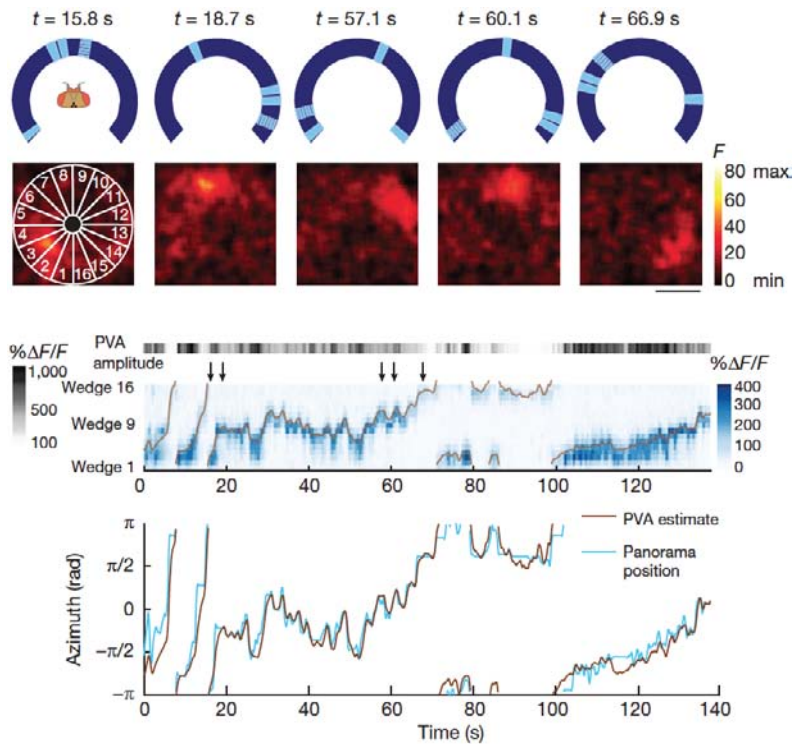 t = 15.8 s t = 18.7 s t = 57.1 s t = 60.1 s t = 66.9 s
F
80 max.
60
40
20
0 min
1 2 3 4 5 6 7 8 9 10 11 12 13 14 15 16
%ΔF/F
1,000
500
100
PVA
amplitude
Wedge 16
Wedge 9
Wedge 1
0 20 40 60 80 100 120
%ΔF/F
400
300
200
100
0
Azimuth (rad)
π
π/2
0
−π/2
−π
PVA estimate
Panorama
position
0 20 40 60 80 100 120 140
Time (s)